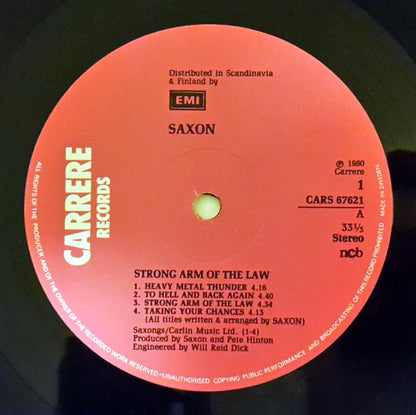 Distributed in Scandinavia
& Finland by
EMI
SAXON
CARRERE
RECORDS
℗ 1980
Carrere
1
CARS 67621
A
33⅓
Stereo
ncb
STRONG ARM OF THE LAW
1. HEAVY METAL THUNDER 4.16
2. TO HELL AND BACK AGAIN 4.40
3. STRONG ARM OF THE LAW 4.34
4. TAKING YOUR CHANCES 4.13
(All titles written & arranged by SAXON)
Saxongs/Carlin Music Ltd. (1-4)
Produced by Saxon and Pete Hinton
Engineered by Will Reid Dick
ALL RIGHTS OF THE PRODUCER AND OF THE OWNER OF THE RECORDED WORK RESERVED—UNAUTHORISED COPYING PUBLIC PERFORMANCE AND BROADCASTING OF THIS RECORD PROHIBITED MADE IN SWEDEN